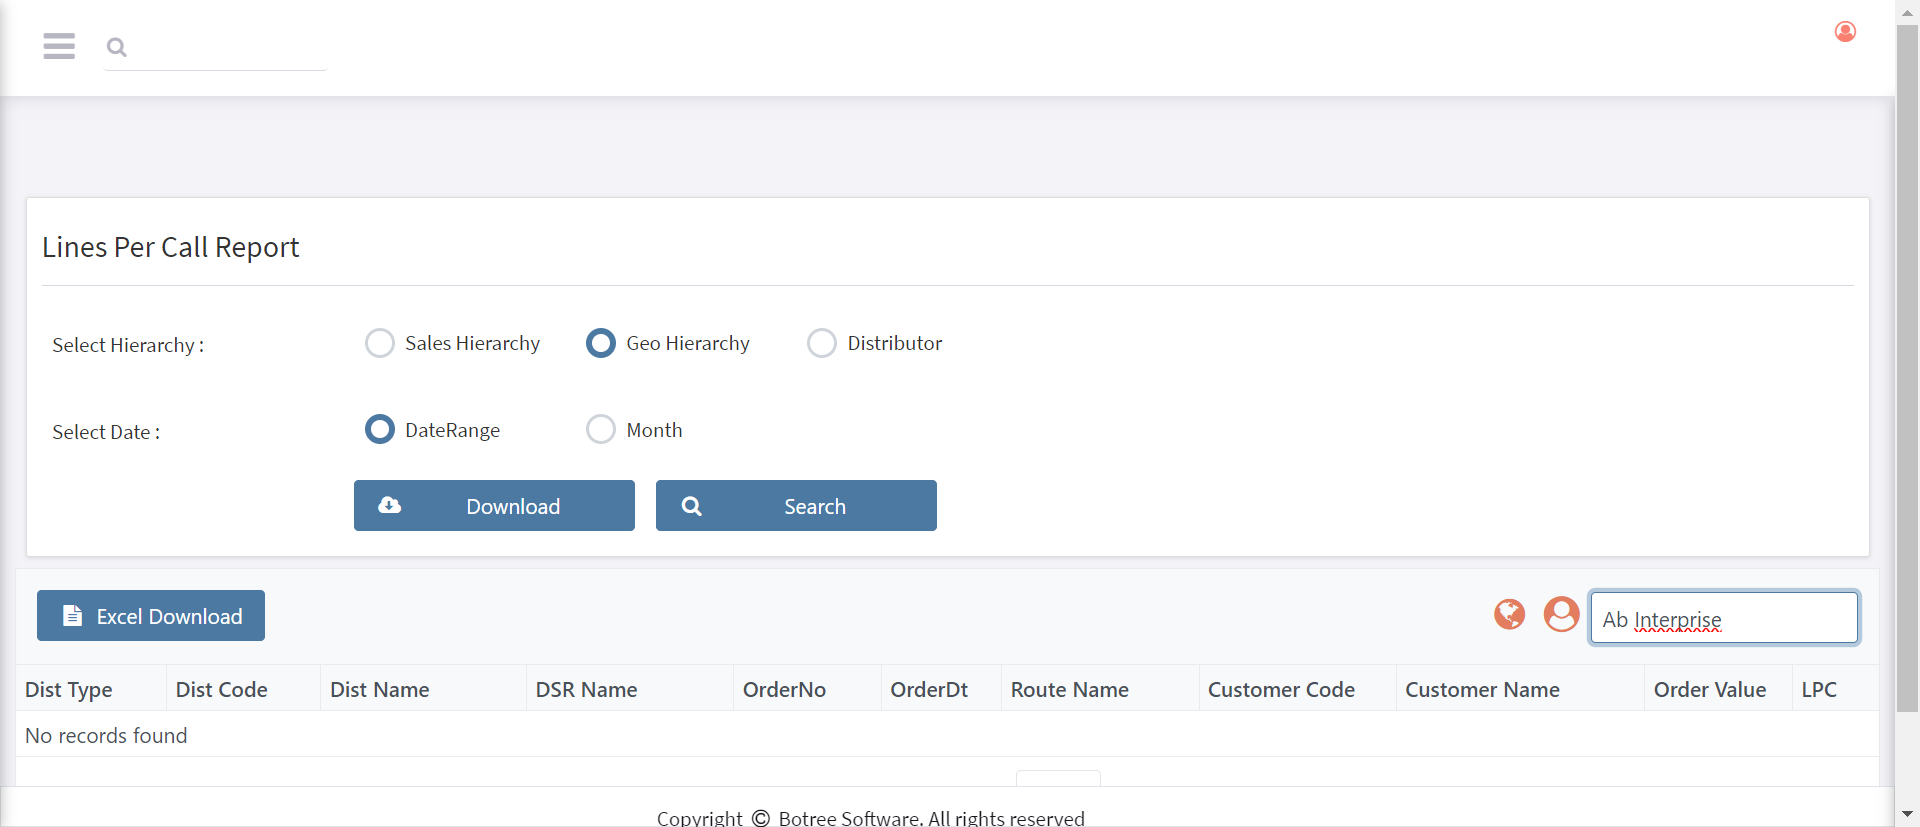 Lines Per Call Report
Select Hierarchy :
Sales Hierarchy
Geo Hierarchy
Distributor
Select Date :
DateRange
Month
Download
Search
Excel Download
Ab Interprise
Dist Type
Dist Code
Dist Name
DSR Name
OrderNo
OrderDt
Route Name
Customer Code
Customer Name
Order Value
LPC
No records found
Copyright © Botree Software. All rights reserved